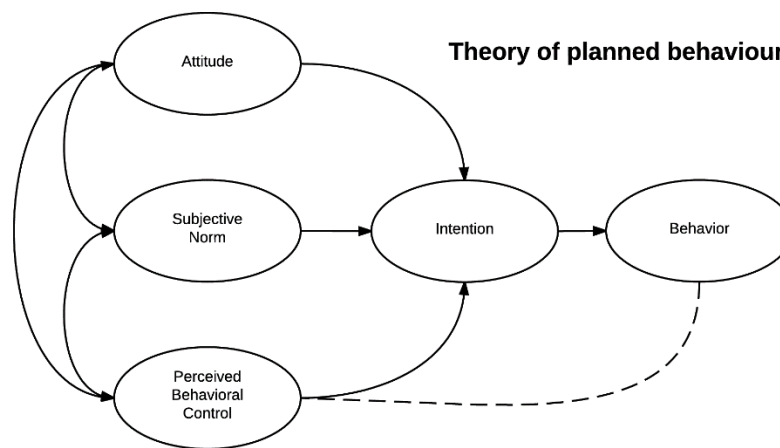 Theory of planned behaviour
Attitude
Subjective
Norm
Intention
Behavior
Perceived
Behavioral
Control